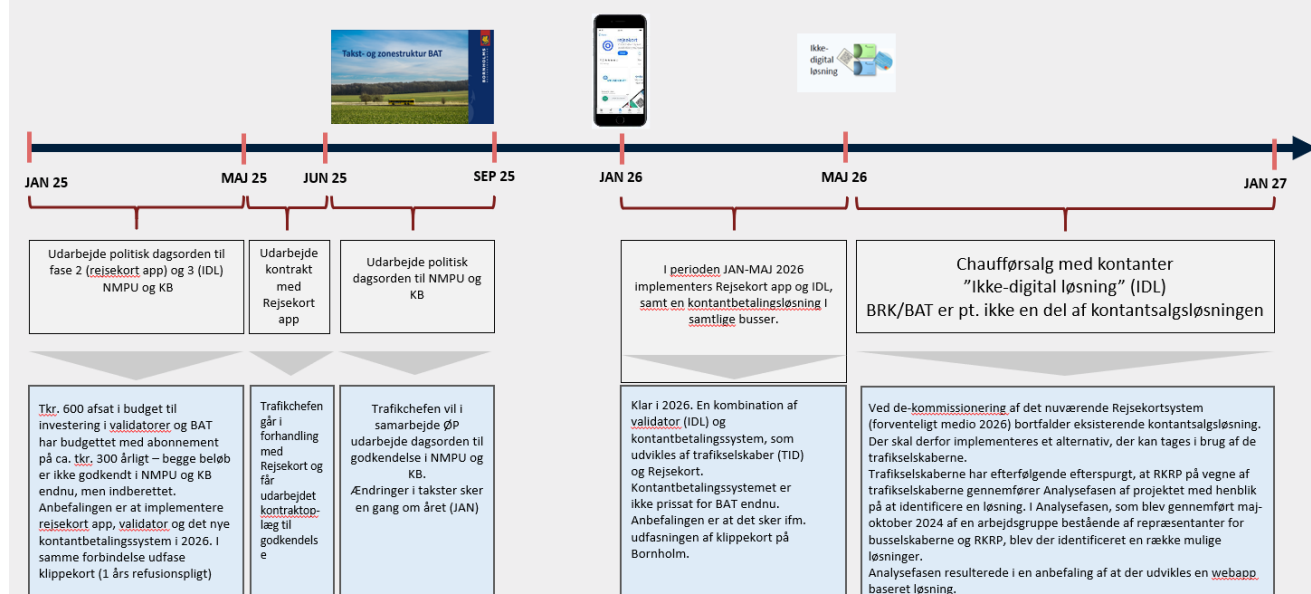 Takst- og zonestruktur BAT
BORNHOLMS
rejsekort
Ikke-
digital
løsning
JAN 25
MAJ 25
JUN 25
SEP 25
JAN 26
MAJ 26
JAN 27
Udarbejde politisk dagsorden til
fase 2 (rejsekort app) og 3 (IDL)
NMPU og KB
Udarbejde
kontrakt
med
Rejsekort
app
Udarbejde politisk
dagsorden til NMPU og
KB
I perioden JAN-MAJ 2026
implementers Rejsekort app og IDL,
samt en kontantbetalingsløsning I
samtlige busser.
Chaufførsalg med kontanter
”Ikke-digital løsning” (IDL)
BRK/BAT er pt. ikke en del af kontantsalgsløsningen
Tkr. 600 afsat i budget til
investering i validatorer og BAT
har budgettet med abonnement
på ca. tkr. 300 årligt – begge beløb
er ikke godkendt i NMPU og KB
endnu, men indberettet.
Anbefalingen er at implementere
rejsekort app, validator og det nye
kontantbetalingssystem i 2026. I
samme forbindelse udfase
klippekort (1 års refusionspligt)
Trafikchefen
går i
forhandling
med
Rejsekort og
får
udarbejdet
kontraktop-
læg til
godkendels
e
Trafikchefen vil i
samarbejde ØP
udarbejde dagsorden til
godkendelse i NMPU og
KB.
Ændringer i takster sker
en gang om året (JAN)
Klar i 2026. En kombination af
validator (IDL) og
kontantbetalingssystem, som
udvikles af trafikselskaber (TID)
og Rejsekort.
Kontantbetalingssystemet er
ikke prissat for BAT endnu.
Anbefalingen er at det sker ifm.
udfasningen af klippekort på
Bornholm.
Ved de-kommissionering af det nuværende Rejsekortsystem
(forventeligt medio 2026) bortfalder eksisterende kontantsalgsløsning.
Der skal derfor implementeres et alternativ, der kan tages i brug af de
trafikselskaberne.
Trafikselskaberne har efterfølgende efterspurgt, at RKRP på vegne af
trafikselskaberne gennemfører Analysefasen af projektet med henblik
på at identificere en løsning. I Analysefasen, som blev gennemført maj-
oktober 2024 af en arbejdsgruppe bestående af repræsentanter for
busselskaberne og RKRP, blev der identificeret en række mulige
løsninger.
Analysefasen resulterede i en anbefaling af at der udvikles en webapp
baseret løsning.